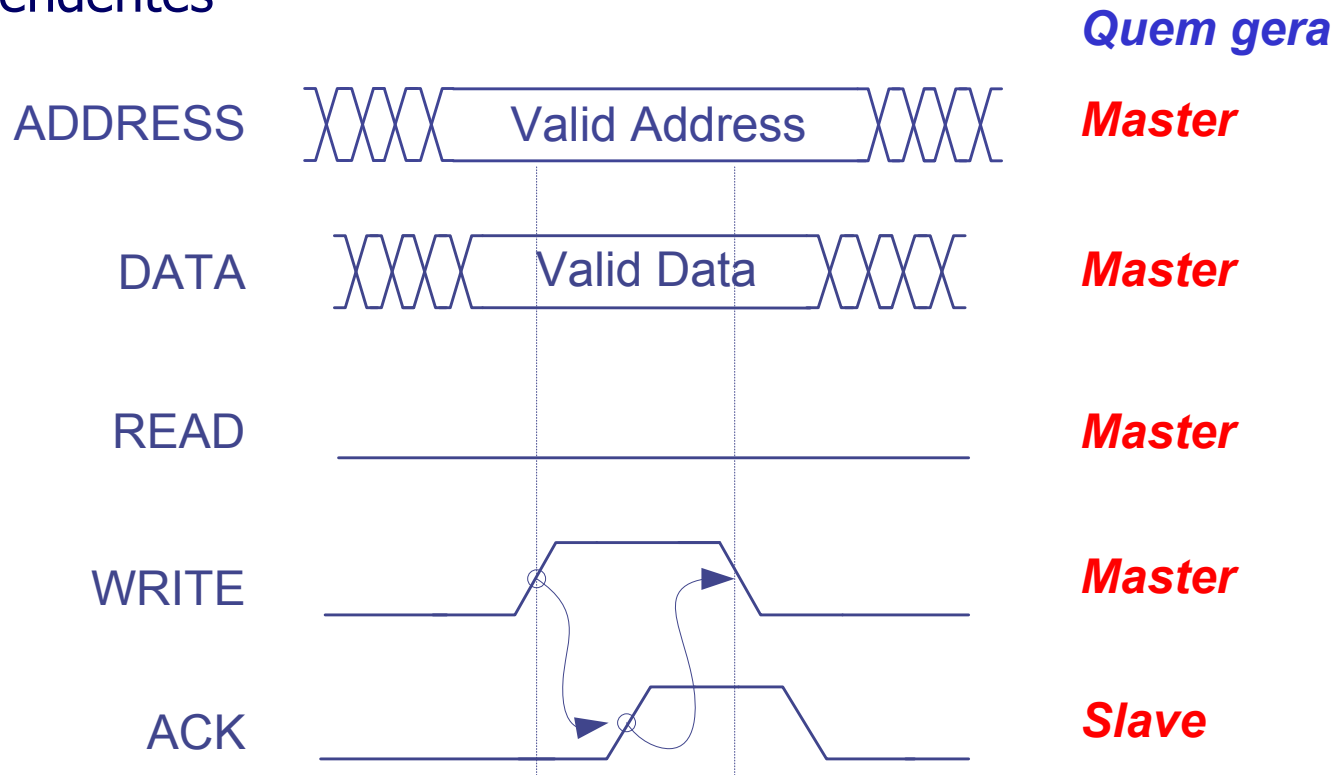 Quem gera
ADDRESS Valid Address Master
DATA Valid Data Master
READ Master
WRITE Master
ACK Slave